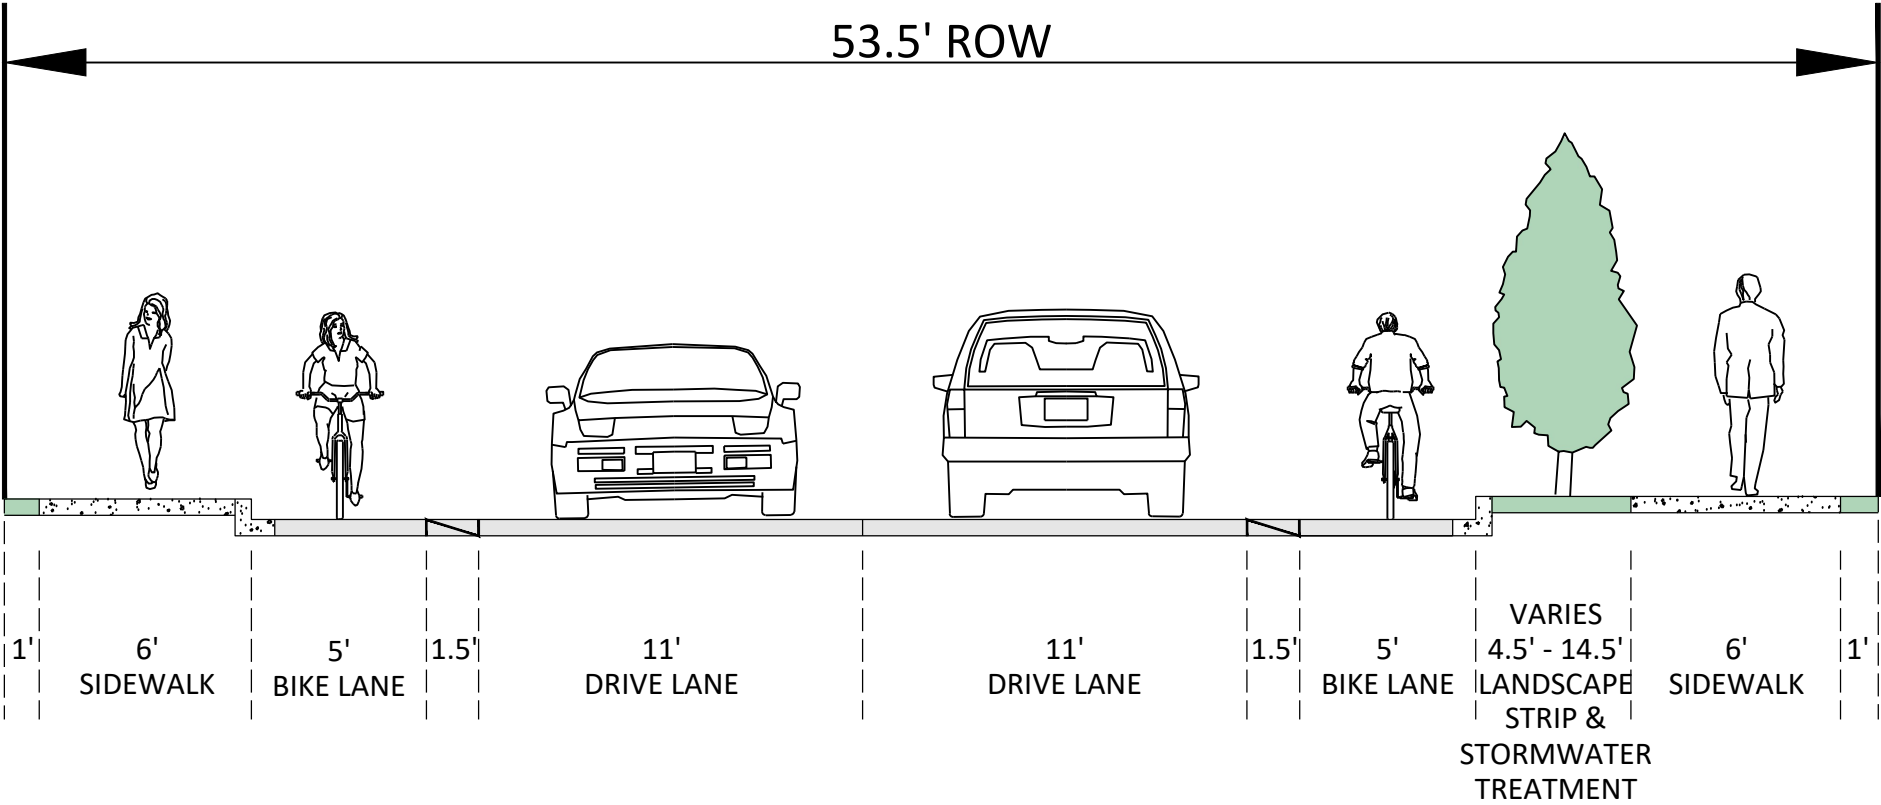 53.5' ROW
1'
6'
SIDEWALK
5'
BIKE LANE
1.5'
11'
DRIVE LANE
11'
DRIVE LANE
1.5'
5'
BIKE LANE
VARIES
4.5' - 14.5'
LANDSCAPE
STRIP &
STORMWATER
TREATMENT
6'
SIDEWALK
1'